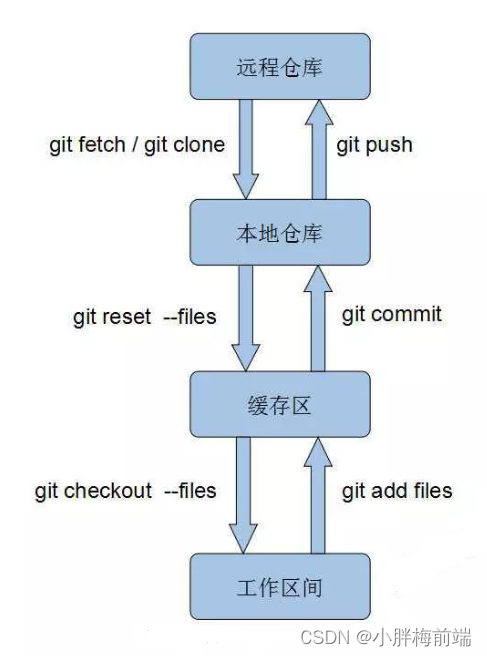 远程仓库
git fetch / git clone
git push
本地仓库
git reset --files
git commit
缓存区
git checkout --files
git add files
工作区间
CSDN @小胖梅前端